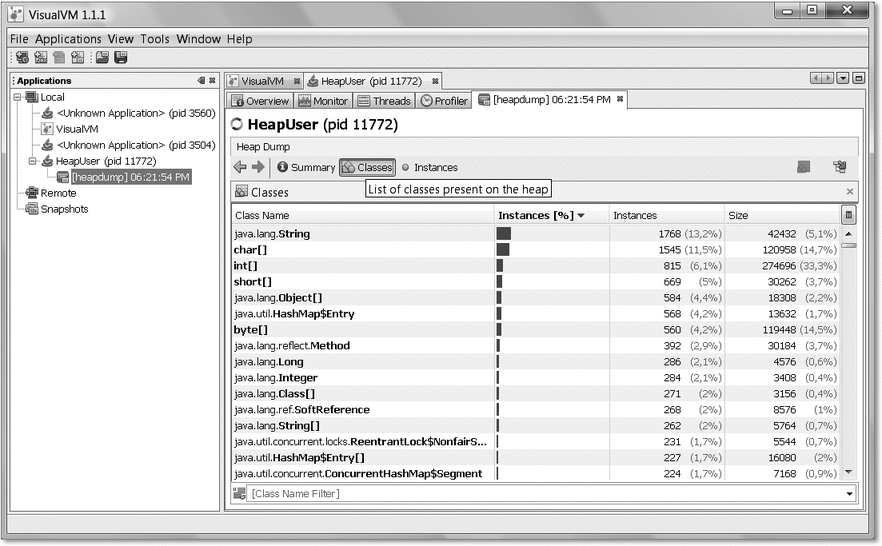 VisualVM 1.1.1
File Applications View Tools Window Help
Applications
Local
<Unknown Application> (pid 3560)
VisualVM
<Unknown Application> (pid 3504)
HeapUser (pid 11772)
[heapdump] 06:21:54 PM
Remote
Snapshots
VisualVM HeapUser (pid 11772)
Overview Monitor Threads Profiler [heapdump] 06:21:54 PM
HeapUser (pid 11772)
Heap Dump
Summary Classes Instances
List of classes present on the heap
Classes
Class Name Instances [%] Instances Size
java.lang.String 1768 (13,2%) 42432 (5,1%)
char[] 1545 (11,5%) 120958 (14,7%)
int[] 815 (6,1%) 274696 (33,3%)
short[] 669 (5%) 30262 (3,7%)
java.lang.Object[] 584 (4,4%) 18308 (2,2%)
java.util.HashMap$Entry 568 (4,2%) 13632 (1,7%)
byte[] 560 (4,2%) 119448 (14,5%)
java.lang.reflect.Method 392 (2,9%) 30184 (3,7%)
java.lang.Long 286 (2,1%) 4576 (0,6%)
java.lang.Integer 284 (2,1%) 3408 (0,4%)
java.lang.Class[] 271 (2%) 3156 (0,4%)
java.lang.ref.SoftReference 268 (2%) 8576 (1%)
java.lang.String[] 262 (2%) 5764 (0,7%)
java.util.concurrent.locks.ReentrantLock$NonfairS... 231 (1,7%) 5544 (0,7%)
java.util.HashMap$Entry[] 227 (1,7%) 16080 (2%)
java.util.concurrent.ConcurrentHashMap$Segment 224 (1,7%) 7168 (0,9%)
[Class Name Filter]